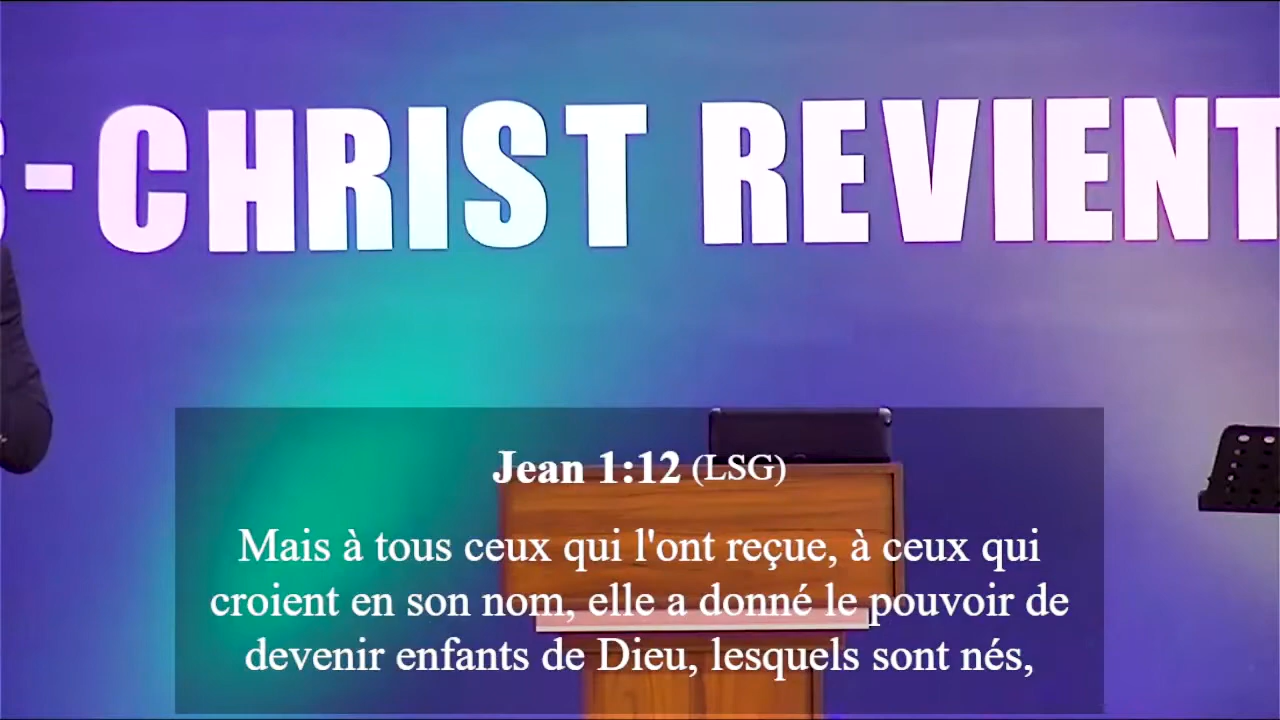 -CHRIST REVIENT
Jean 1:12 (LSG)
Mais à tous ceux qui l'ont reçue, à ceux qui
croient en son nom, elle a donné le pouvoir de
devenir enfants de Dieu, lesquels sont nés,